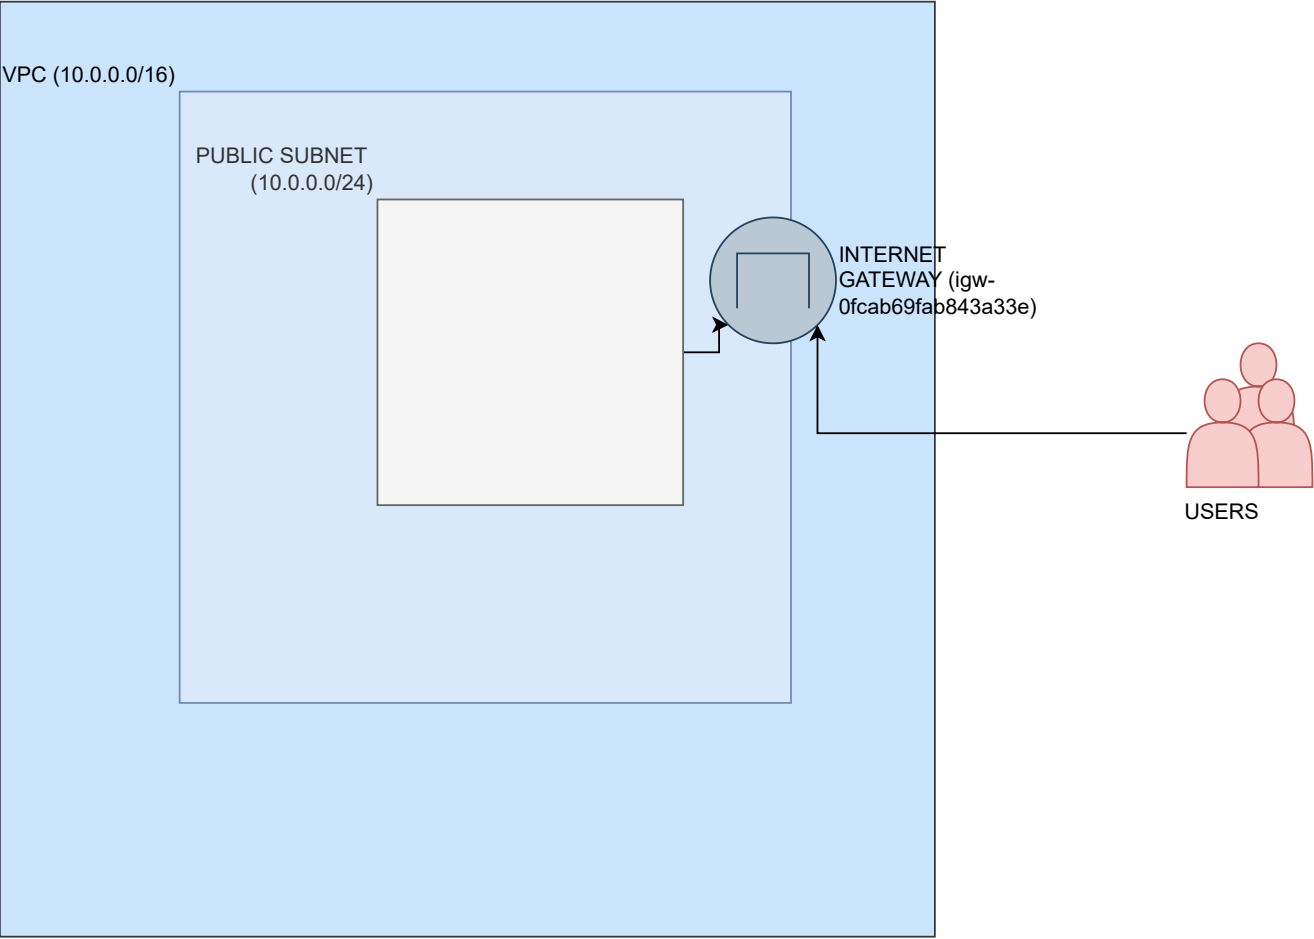 VPC (10.0.0.0/16)
PUBLIC SUBNET
(10.0.0.0/24)
INTERNET
GATEWAY (igw-
0fcab69fab843a33e)
USERS